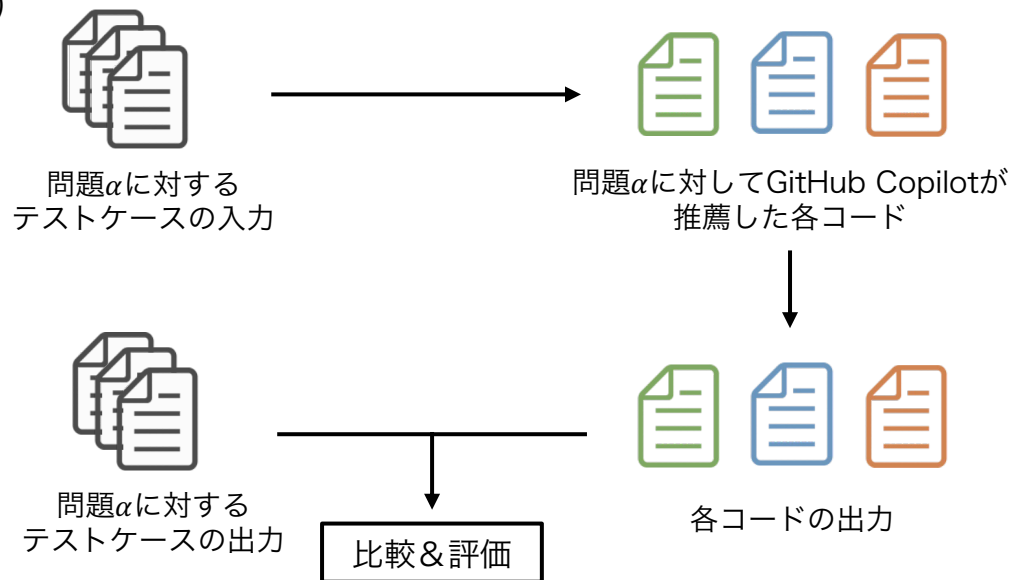 )
問題αに対する
テストケースの入力
問題αに対してGitHub Copilotが
推薦した各コード
問題αに対する
テストケースの出力
各コードの出力
比較＆評価